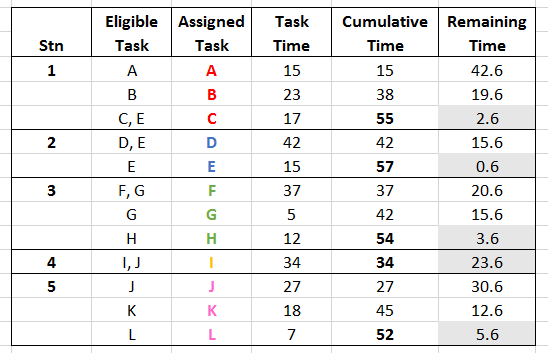 Eligible Assigned Task Cumulative Remaining
Stn Task Task Time Time Time
1 A A 15 15 42.6
B B 23 38 19.6
C, E C 17 55 2.6
2 D, E D 42 42 15.6
E E 15 57 0.6
3 F, G F 37 37 20.6
G G 5 42 15.6
H H 12 54 3.6
4 I, J I 34 34 23.6
5 J J 27 27 30.6
K K 18 45 12.6
L L 7 52 5.6